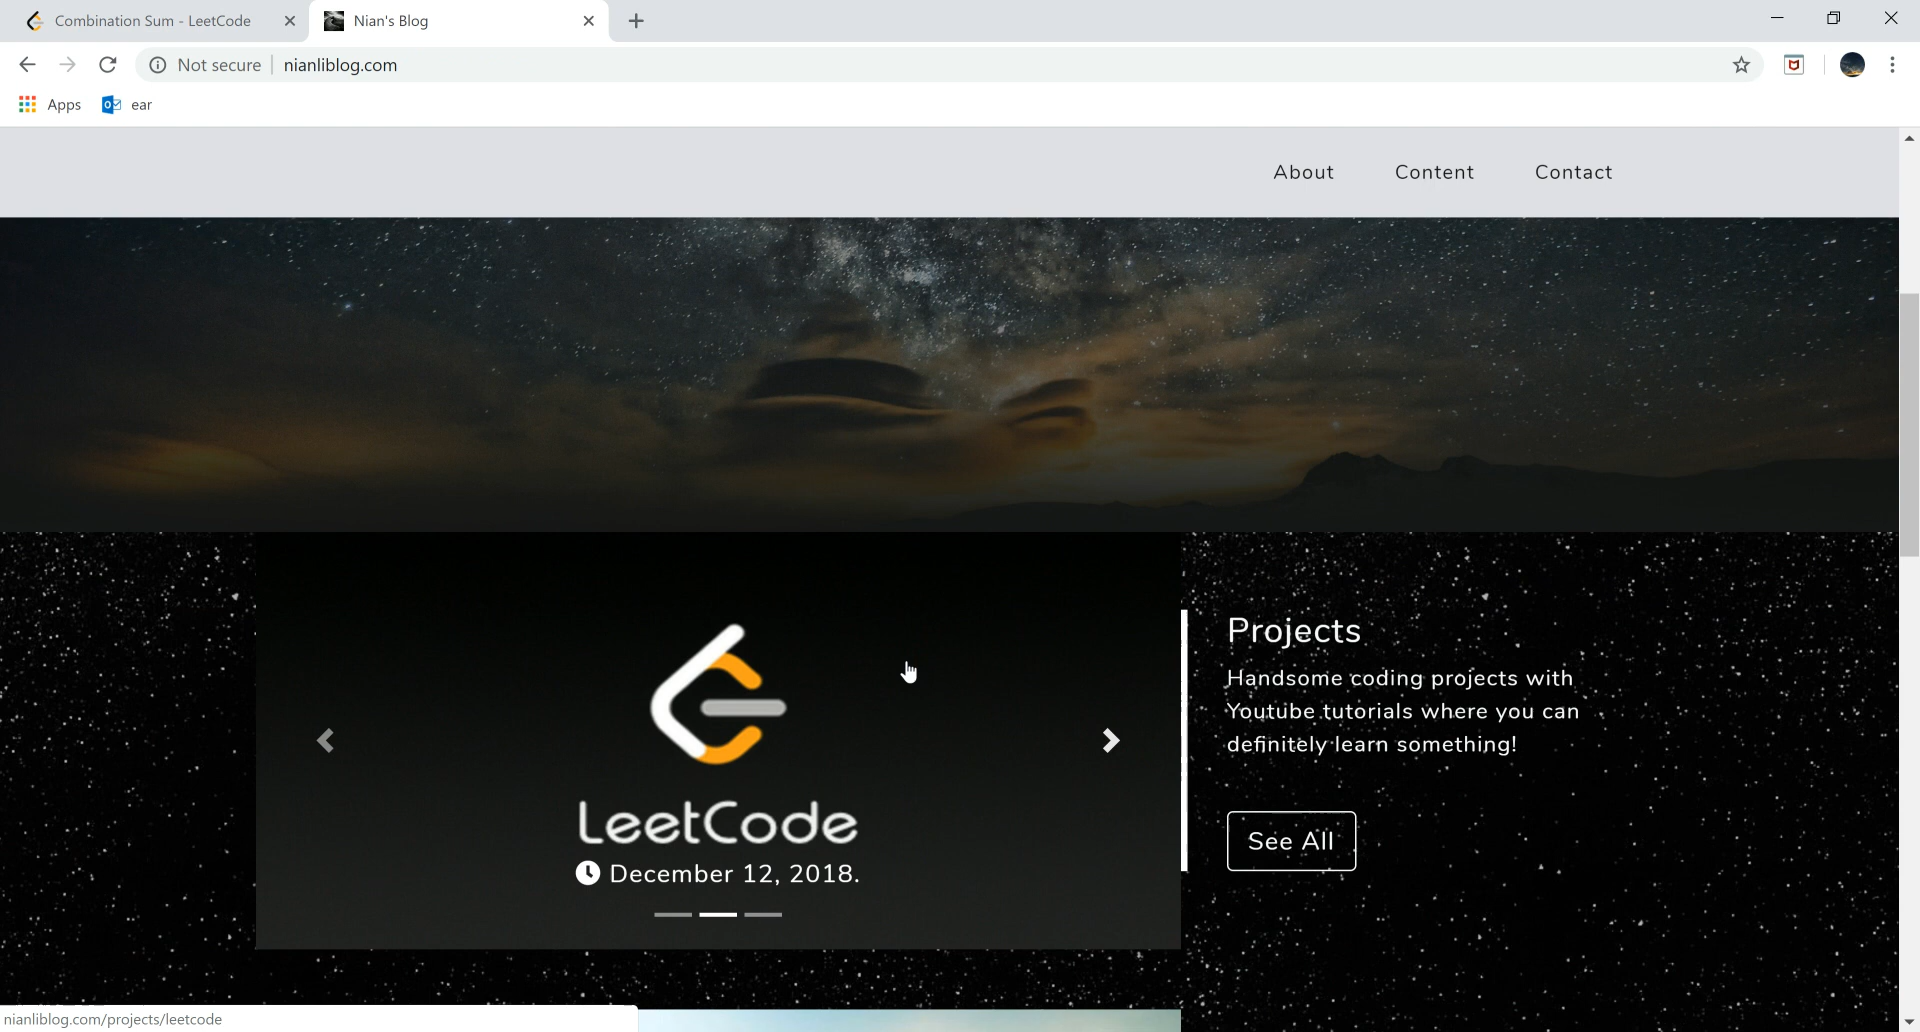 Combination Sum - LeetCode
Nian's Blog
Not secure
nianliblog.com
Apps
ear
About
Content
Contact
LeetCode
December 12, 2018.
Projects
Handsome coding projects with
Youtube tutorials where you can
definitely learn something!
See All
nianliblog.com/projects/leetcode